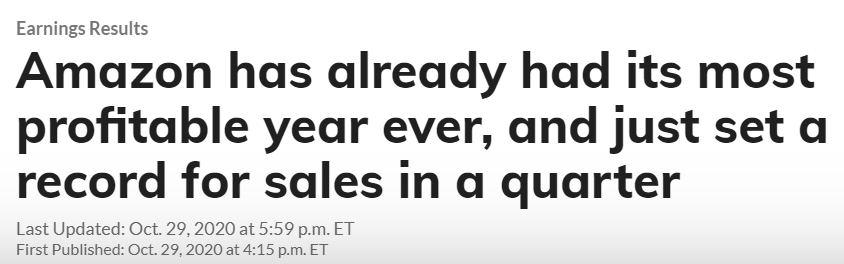 Earnings Results
Amazon has already had its most
profitable year ever, and just set a
record for sales in a quarter
Last Updated: Oct. 29, 2020 at 5:59 p.m. ET
First Published: Oct. 29, 2020 at 4:15 p.m. ET